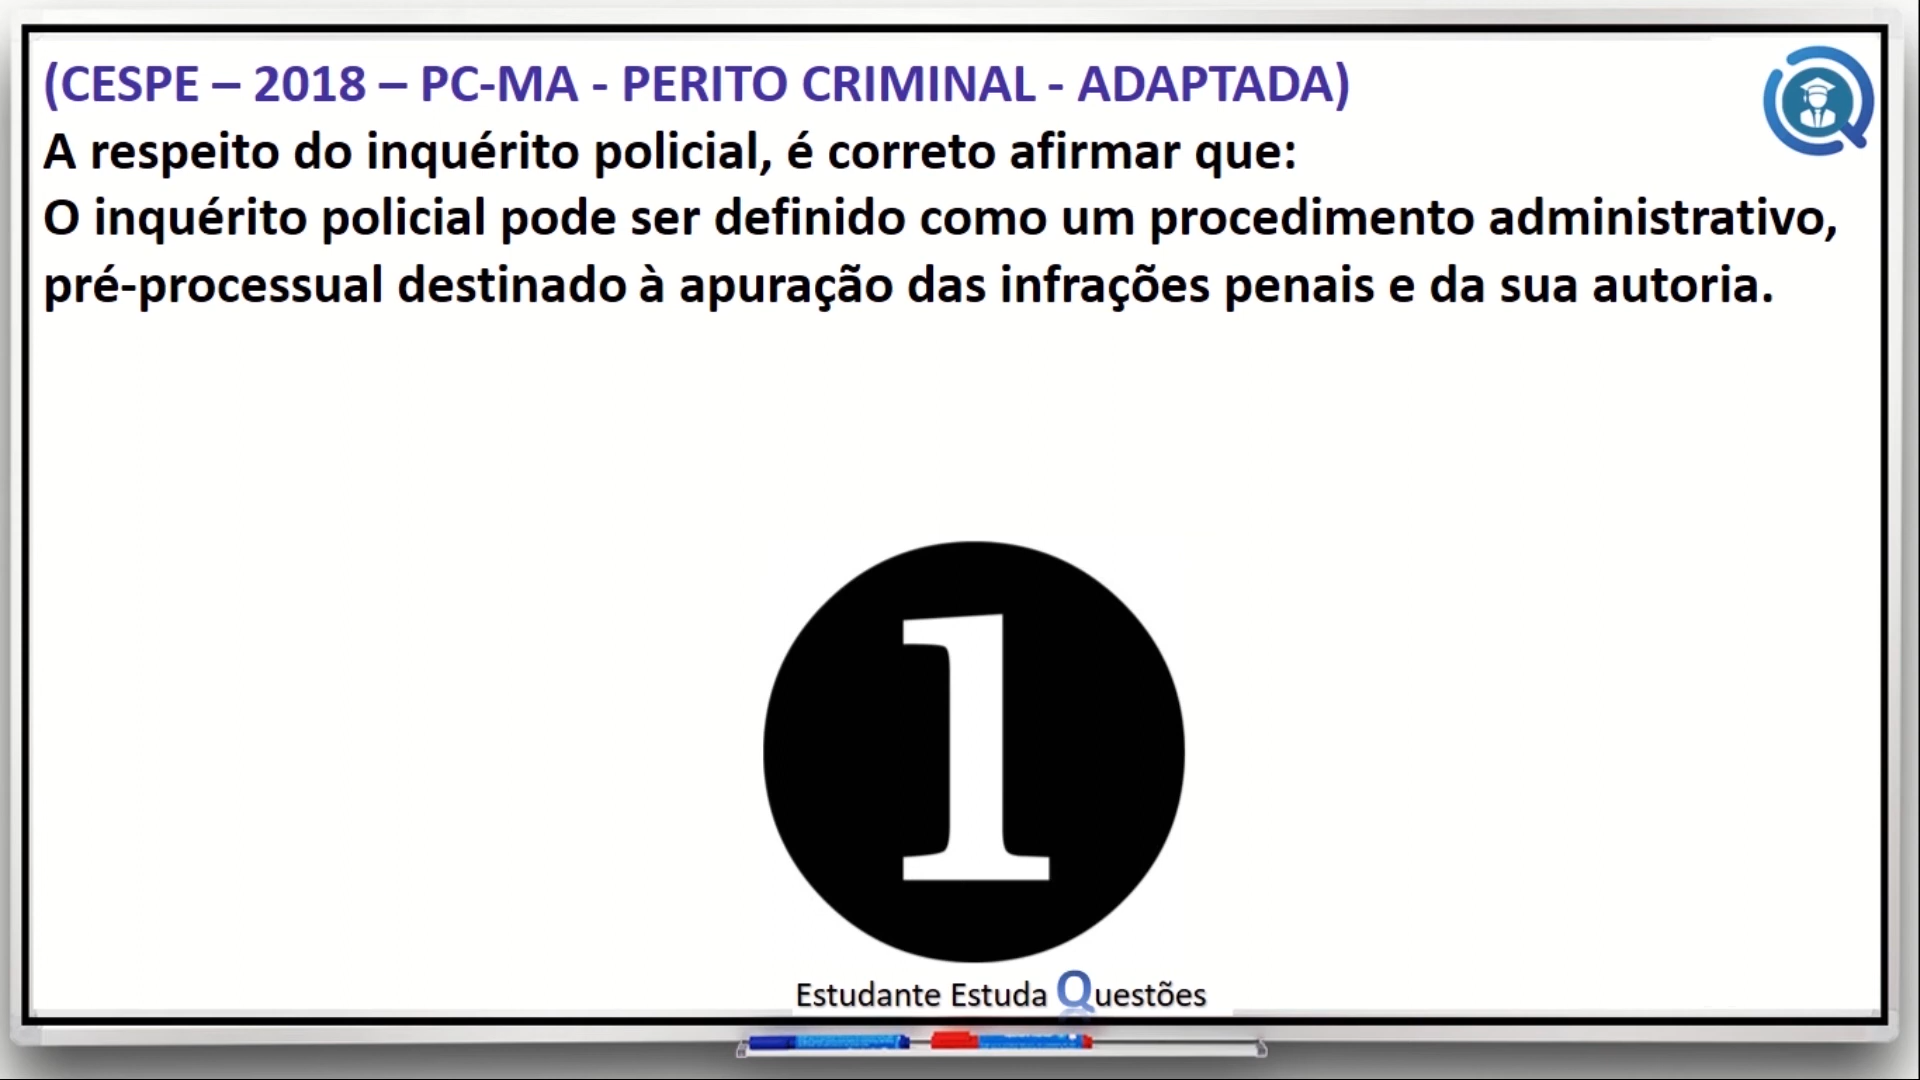 (CESPE – 2018 – PC-MA - PERITO CRIMINAL - ADAPTADA)
A respeito do inquérito policial, é correto afirmar que:
O inquérito policial pode ser definido como um procedimento administrativo,
pré-processual destinado à apuração das infrações penais e da sua autoria.
1
Estudante Estuda Questões